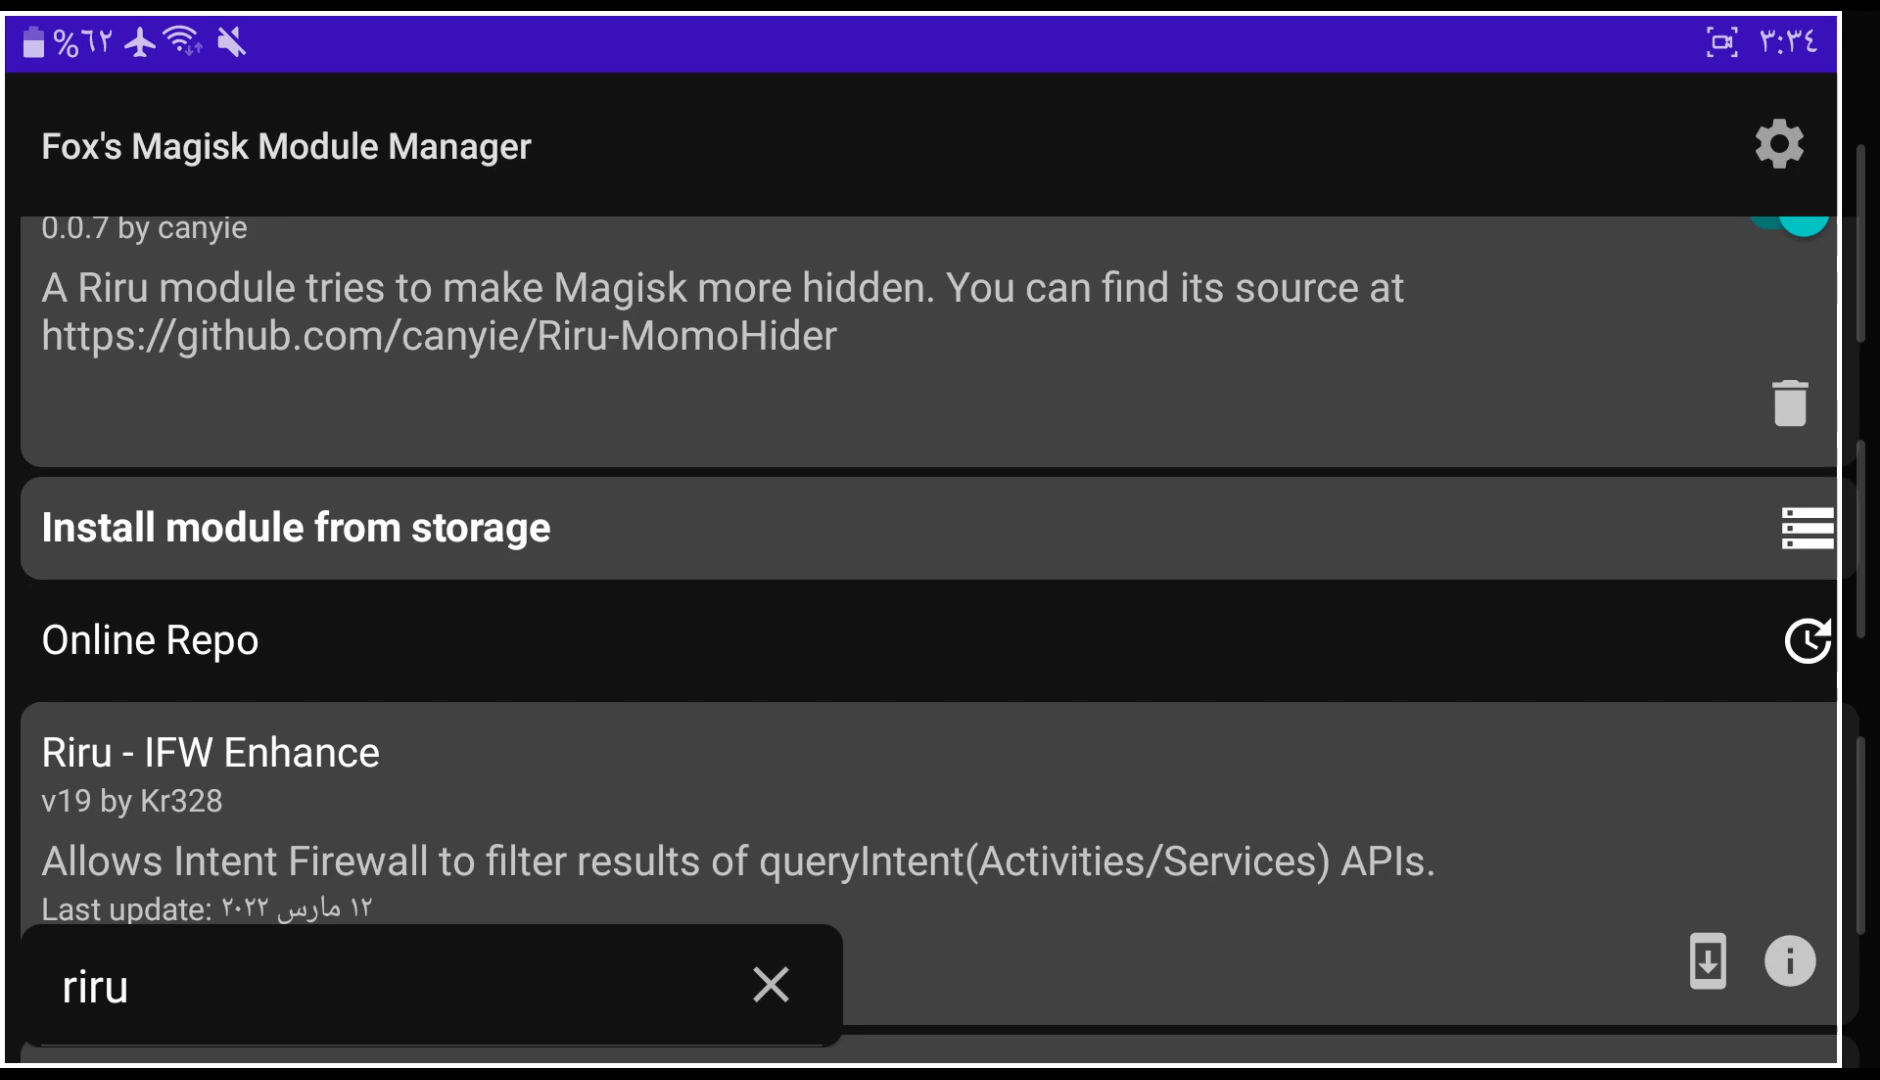 %٦٢
٣:٣٤
Fox's Magisk Module Manager
0.0.7 by canyie
A Riru module tries to make Magisk more hidden. You can find its source at
https://github.com/canyie/Riru-MomoHider
Install module from storage
Online Repo
Riru - IFW Enhance
v19 by Kr328
Allows Intent Firewall to filter results of queryIntent(Activities/Services) APIs.
Last update: ١٢ مارس ٢٠٢٢
riru